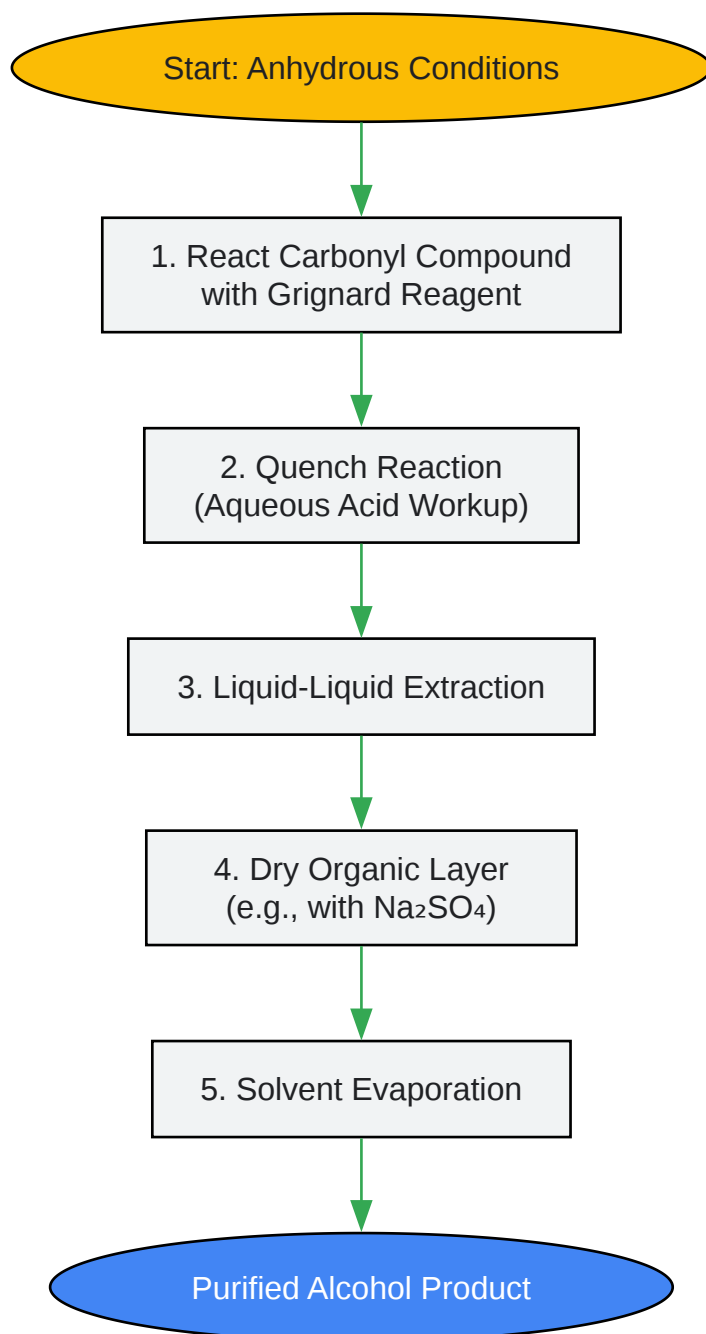 Start: Anhydrous Conditions
1. React Carbonyl Compound
with Grignard Reagent
2. Quench Reaction
(Aqueous Acid Workup)
3. Liquid-Liquid Extraction
4. Dry Organic Layer
(e.g., with Na₂SO₄)
5. Solvent Evaporation
Purified Alcohol Product